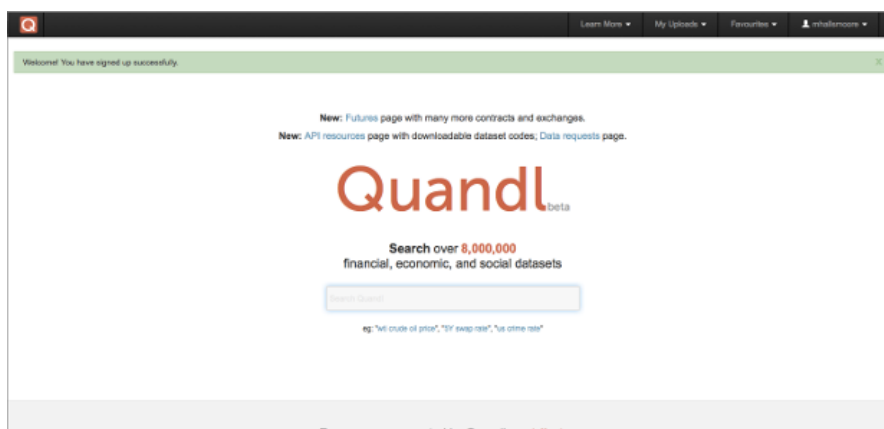 Q
Learn More My Uploads Favourites mhallsmoore
Welcome! You have signed up successfully.
x
New: Futures page with many more contracts and exchanges.
New: API resources page with downloadable dataset codes; Data requests page.
Quandl
beta
Search over 8,000,000
financial, economic, and social datasets
Search Quandl
eg: "wti crude oil price", "5Y swap rate", "us crime rate"